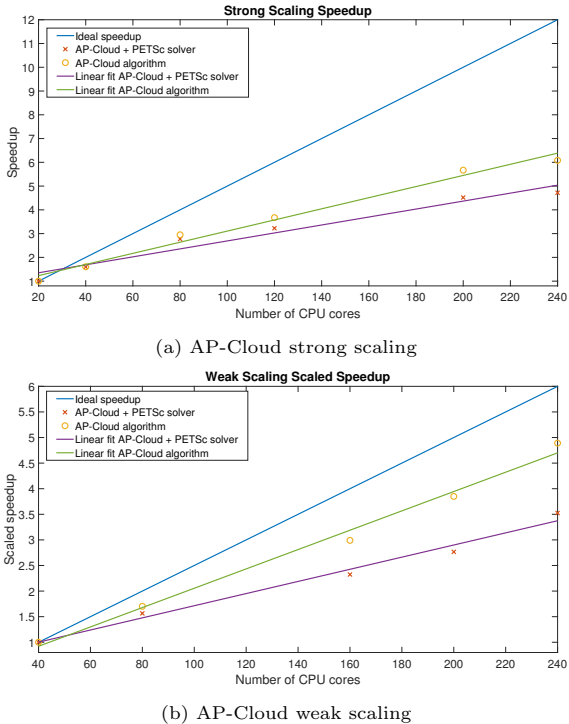 Strong Scaling Speedup
12
11
10
9
8
7
6
5
4
3
2
1
Speedup
Ideal speedup
AP-Cloud + PETSc solver
AP-Cloud algorithm
Linear fit AP-Cloud + PETSc solver
Linear fit AP-Cloud algorithm
20 40 60 80 100 120 140 160 180 200 220 240
Number of CPU cores
(a) AP-Cloud strong scaling
Weak Scaling Scaled Speedup
6
5.5
5
4.5
4
3.5
3
2.5
2
1.5
1
Scaled speedup
Ideal speedup
AP-Cloud + PETSc solver
AP-Cloud algorithm
Linear fit AP-Cloud + PETSc solver
Linear fit AP-Cloud algorithm
40 60 80 100 120 140 160 180 200 220 240
Number of CPU cores
(b) AP-Cloud weak scaling